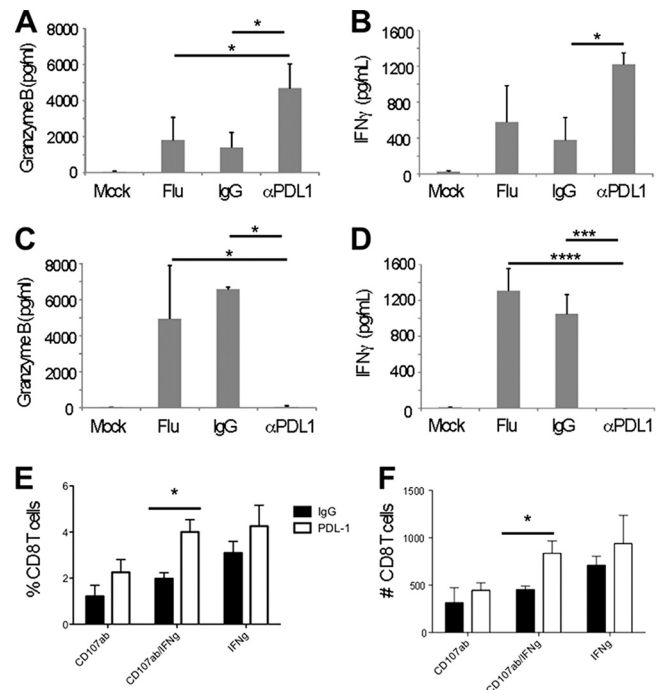 A
GranzymeB(pg/ml)
8000
6000
4000
2000
0
*
*
Mock Flu IgG αPDL1
B
IFNγ (pg/mL)
1600
1200
800
400
0
*
Mock Flu IgG αPDL1
C
GranzymeB(pg/ml)
8000
6000
4000
2000
0
*
*
Mock Flu IgG αPDL1
D
IFNγ (pg/mL)
1600
1200
800
400
0
***
****
Mock Flu IgG αPDL1
E
%CD8T cells
6
4
2
0
*
CD107ab
CD107ab/IFNg
IFNg
IgG
PDL-1
F
# CD8T cells
1500
1000
500
0
*
CD107ab
CD107ab/IFNg
IFNg